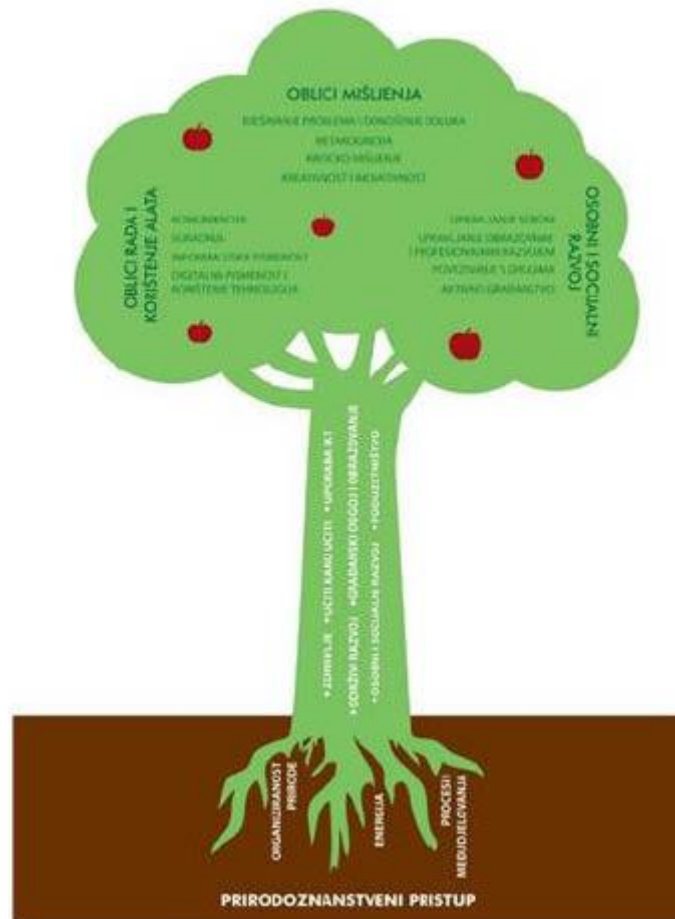 OBLICI MIŠLJENJA
RJEŠAVANJE PROBLEMA I DONOŠENJE ODLUKA
METAKOGNICIJA
KRITIČKO MIŠLJENJE
KREATIVNOST I INOVATIVNOST
OBLICI RADA I
KORIŠTENJE ALATA
KOMUNIKACIJA
SURADNJA
INFORMACIJSKA PISMENOST
DIGITALNA PISMENOST I
KORIŠTENJE TEHNOLOGIJA
OSOBNI I SOCIJALNI
RAZVOJ
UPRAVLJANJE SOBOM
UPRAVLJANJE OBRAZOVNIM
I PROFESIONALNIM RAZVOJEM
POVEZIVANJE S DRUGIMA
AKTIVNO GRAĐANSTVO
•ZDRAVLJE •UČITI KAKO UČITI •UPORABA IKT
•ODRŽIVI RAZVOJ •GRAĐANSKI ODGOJ I OBRAZOVANJE
•OSOBNI I SOCIJALNI RAZVOJ •PODUZETNIŠTVO
ORGANIZIRANOST
PRIRODE
ENERGIJA
PROCESI I
MEĐUDJELOVANJA
PRIRODOZNANSTVENI PRISTUP